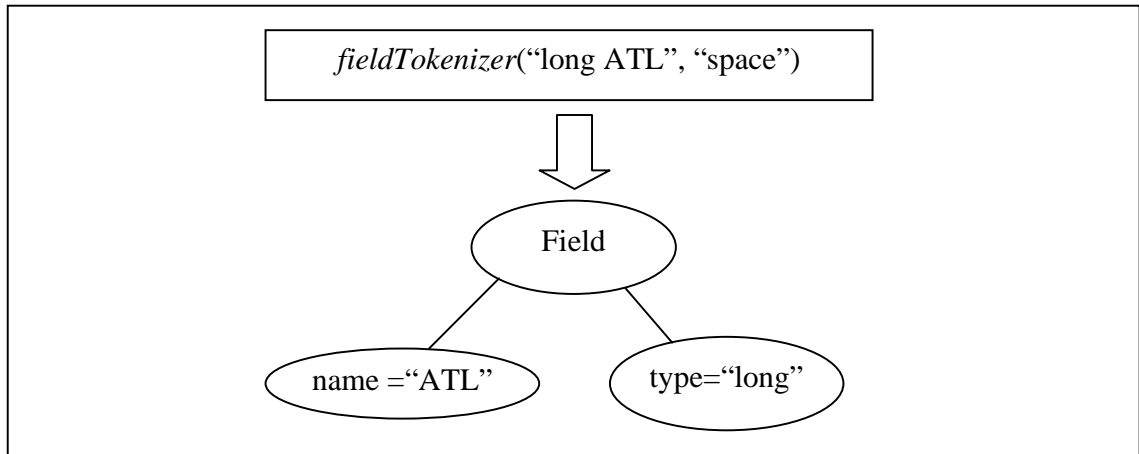 fieldTokenizer(“long ATL”, “space”)
Field
name =“ATL”
type=“long”